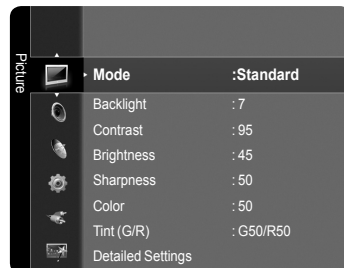 Picture
Mode :Standard
Backlight : 7
Contrast : 95
Brightness : 45
Sharpness : 50
Color : 50
Tint (G/R) : G50/R50
Detailed Settings